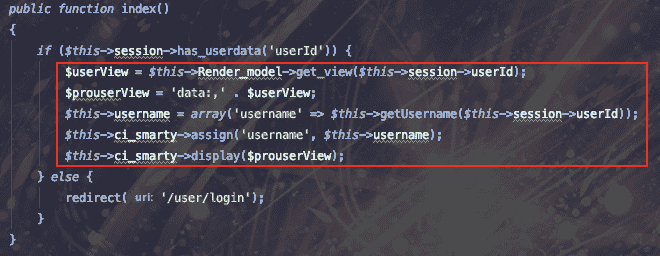 public function index()
{
if ($this->session->has_userdata('userId')) {
$userView = $this->Render_model->get_view($this->session->userId);
$prouserView = 'data:,' . $userView;
$this->username = array('username' => $this->getUsername($this->session->userId));
$this->ci_smarty->assign('username', $this->username);
$this->ci_smarty->display($prouserView);
} else {
redirect( uri: '/user/login');
}
}